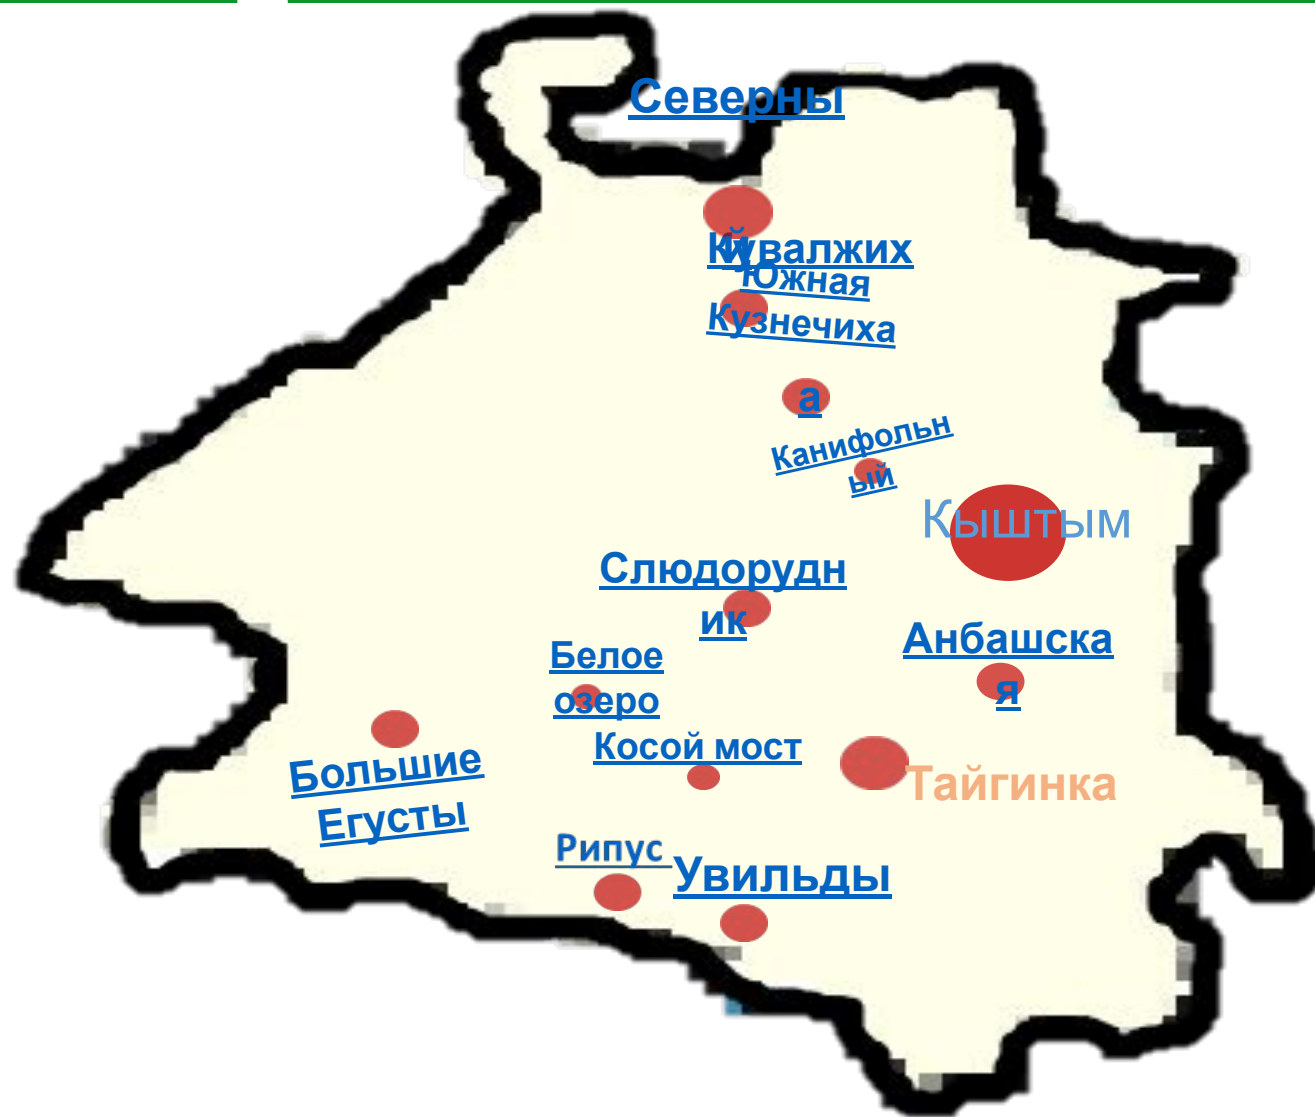 Северны
й
Кувалжих
Южная
Кузнечиха
а
Канифольн
ый
Кыштым
Слюдорудн
ик
Анбашска
я
Белое
озеро
Косой мост
Большие
Егусты
Тайгинка
Рипус
Увильды